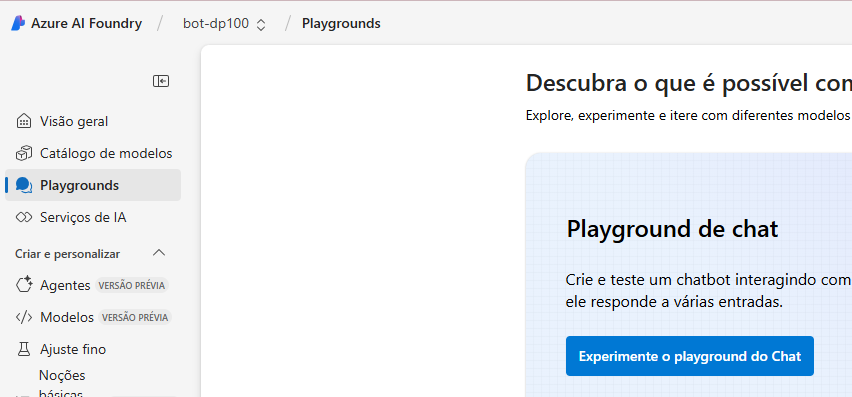 Azure AI Foundry / bot-dp100 / Playgrounds
Visão geral
Catálogo de modelos
Playgrounds
Serviços de IA
Criar e personalizar
Agentes VERSÃO PRÉVIA
Modelos VERSÃO PRÉVIA
Ajuste fino
Noções
básicas
Descubra o que é possível com
Explore, experimente e itere com diferentes modelos
Playground de chat
Crie e teste um chatbot interagindo com
ele responde a várias entradas.
Experimente o playground do Chat